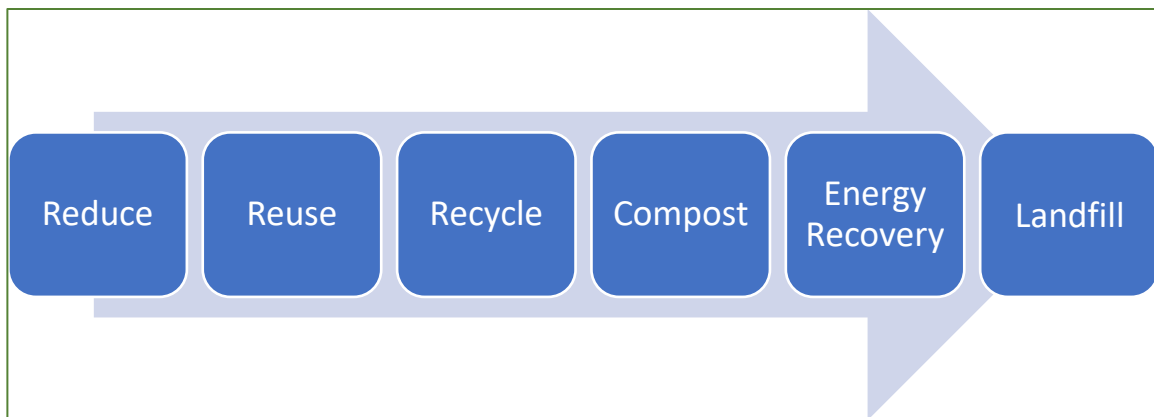 Reduce
Reuse
Recycle
Compost
Energy
Recovery
Landfill